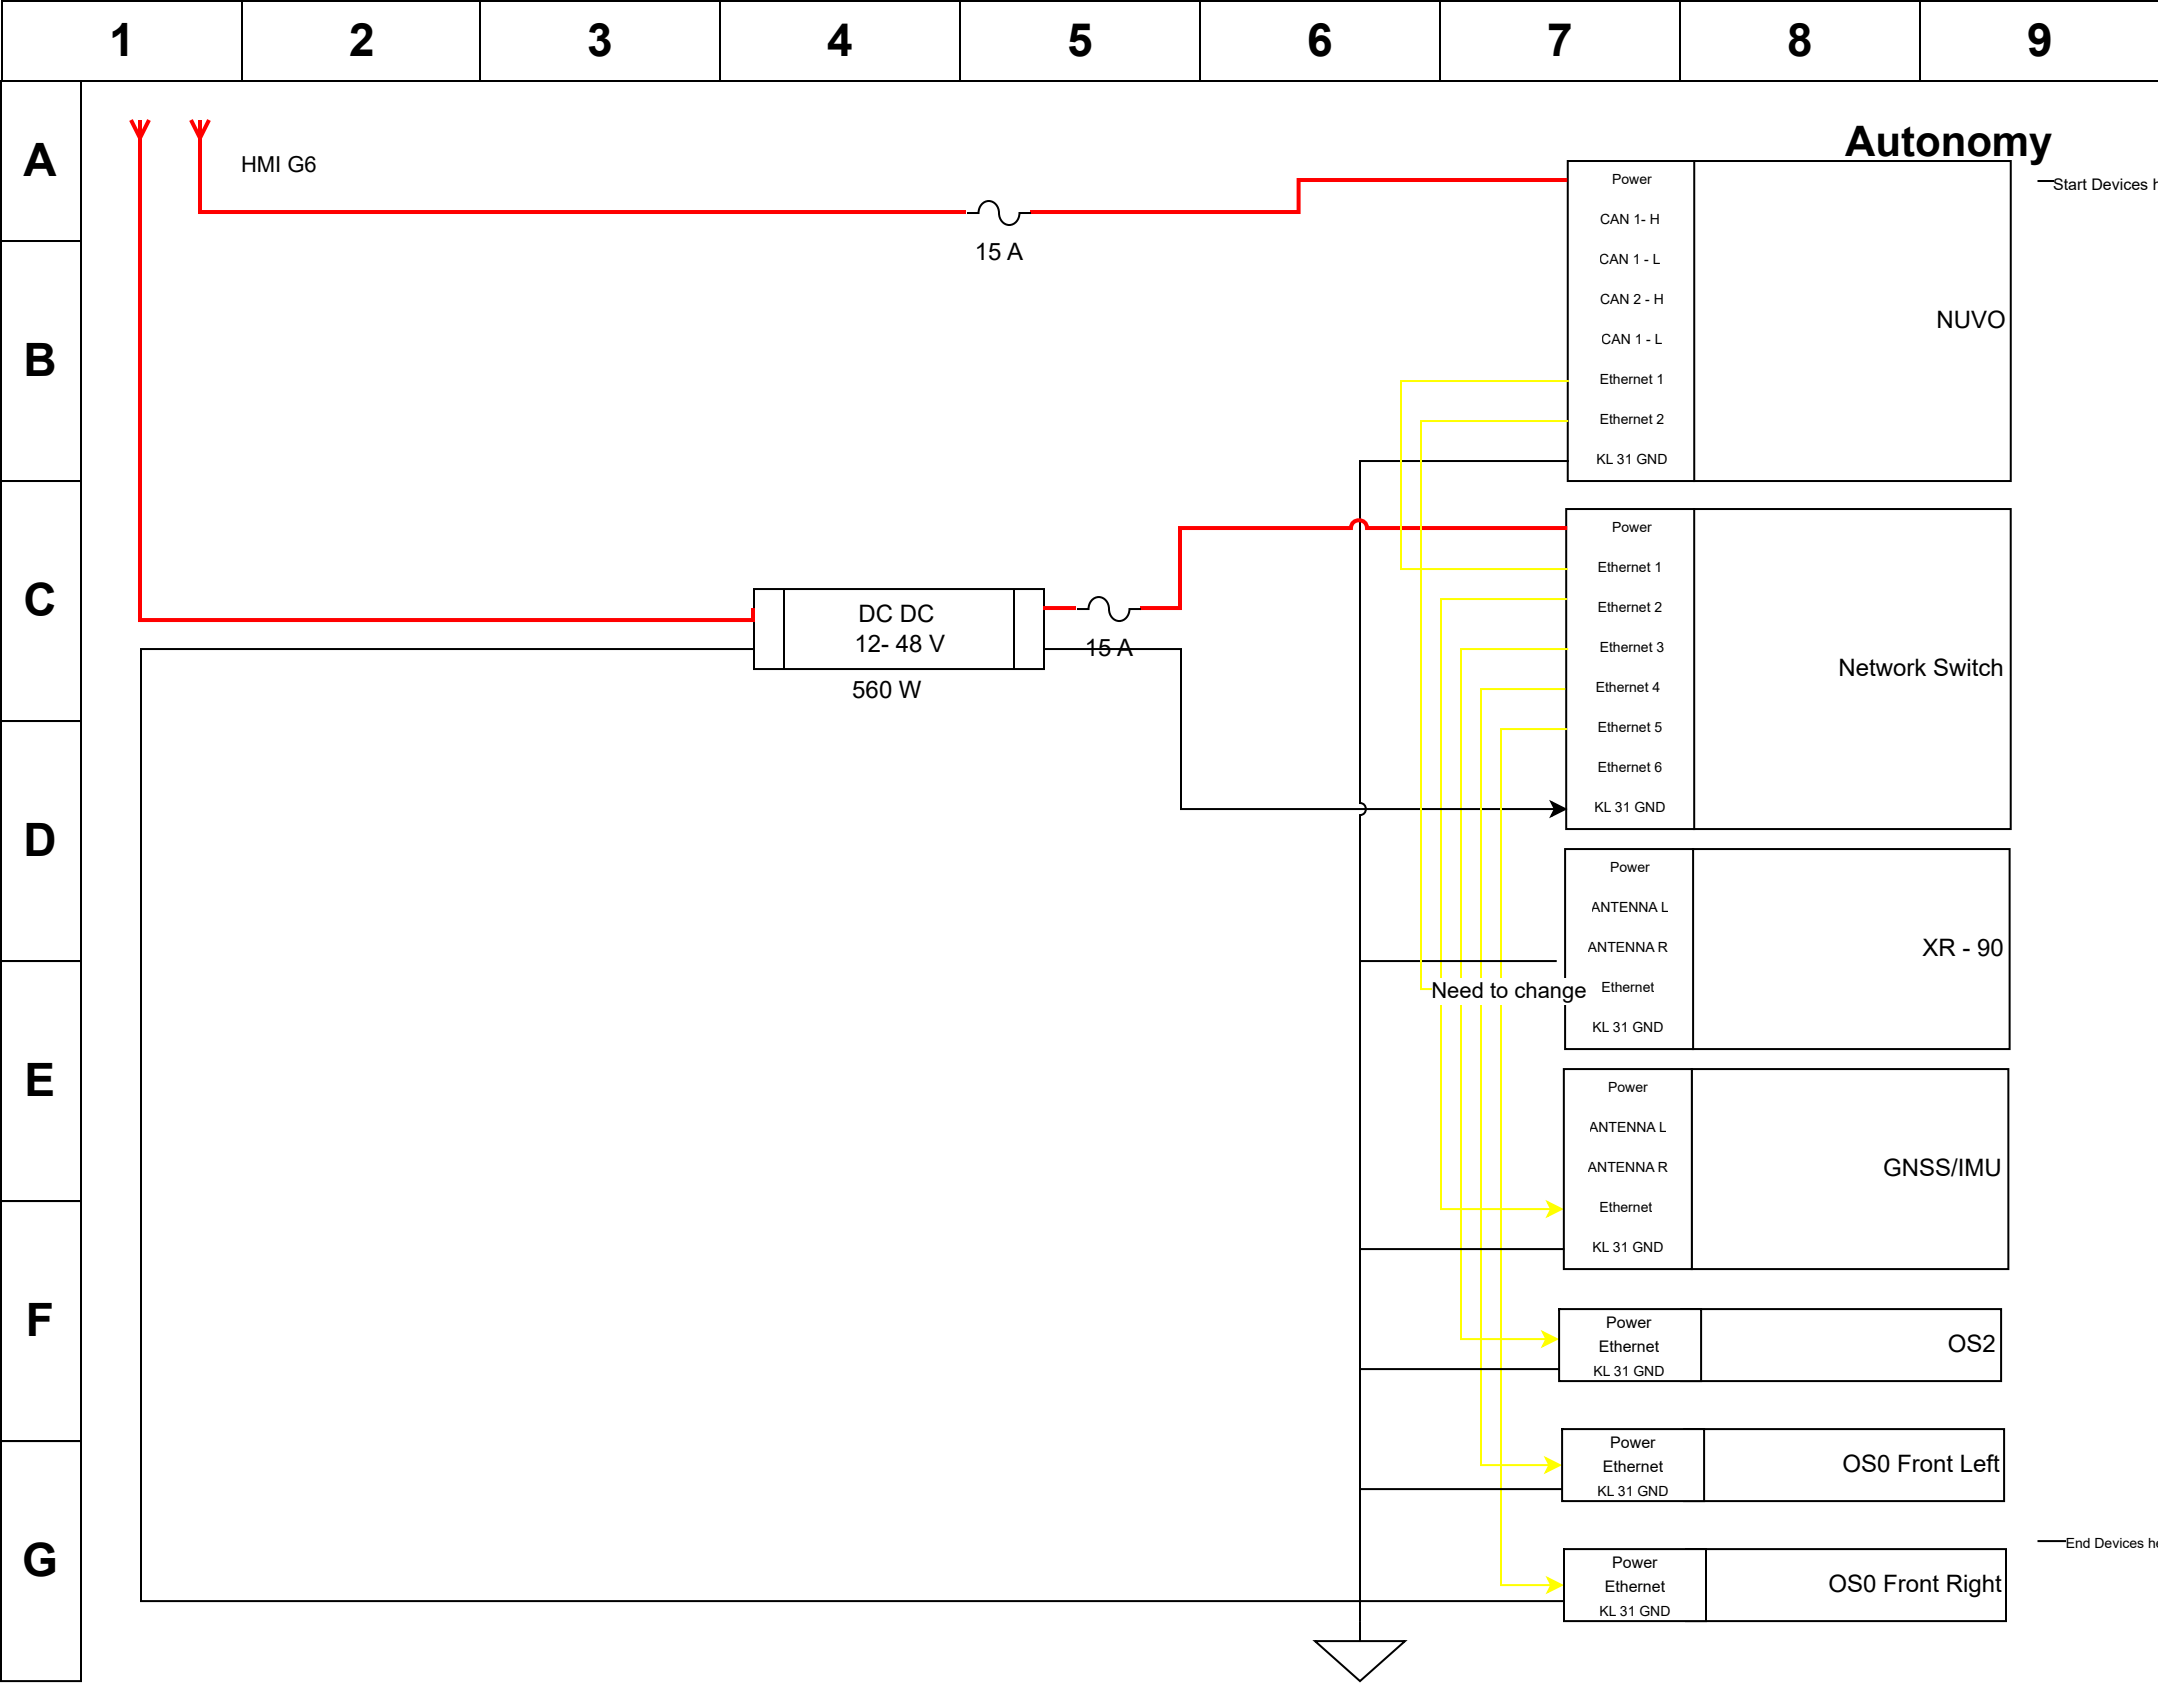 1 2 3 4 5 6 7 8 9
A
B
C
D
E
F
G
HMI G6
15 A
DC DC
12- 48 V
560 W
15 A
Autonomy
Start Devices h
Power
CAN 1- H
CAN 1 - L
CAN 2 - H
CAN 1 - L
Ethernet 1
Ethernet 2
KL 31 GND
NUVO
Power
Ethernet 1
Ethernet 2
Ethernet 3
Ethernet 4
Ethernet 5
Ethernet 6
KL 31 GND
Network Switch
Power
ANTENNA L
ANTENNA R
Ethernet
KL 31 GND
XR - 90
Need to change
Power
ANTENNA L
ANTENNA R
Ethernet
KL 31 GND
GNSS/IMU
Power
Ethernet
KL 31 GND
OS2
Power
Ethernet
KL 31 GND
OS0 Front Left
End Devices he
Power
Ethernet
KL 31 GND
OS0 Front Right